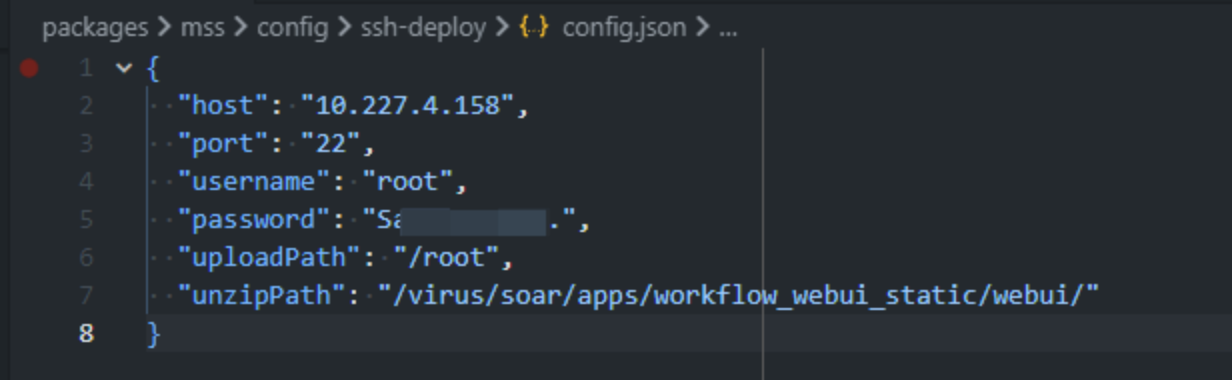 packages > mss > config > ssh-deploy > {..} config.json > ...
1 {
2 "host": "10.227.4.158",
3 "port": "22",
4 "username": "root",
5 "password": "Sa .",
6 "uploadPath": "/root",
7 "unzipPath": "/virus/soar/apps/workflow_webui_static/webui/"
8 }